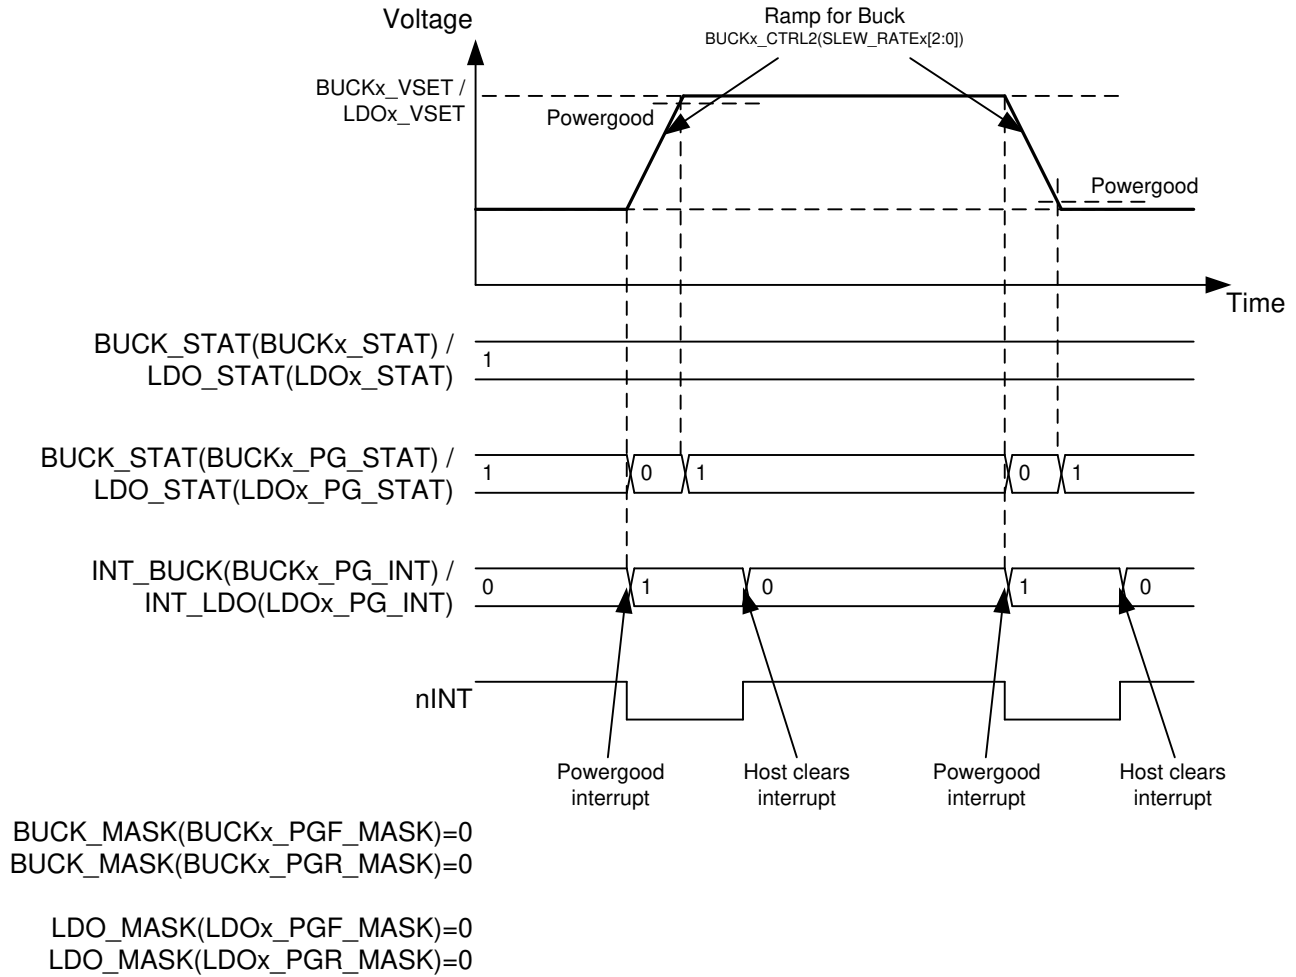 Voltage
Ramp for Buck
BUCKx_CTRL2(SLEW_RATEx[2:0])
BUCKx_VSET /
LDOx_VSET
Powergood
Powergood
Time
BUCK_STAT(BUCKx_STAT) /
LDO_STAT(LDOx_STAT)
1
BUCK_STAT(BUCKx_PG_STAT) /
LDO_STAT(LDOx_PG_STAT)
1 0 1 0 1
INT_BUCK(BUCKx_PG_INT) /
INT_LDO(LDOx_PG_INT)
0 1 0 1 0
nINT
Powergood
interrupt
Host clears
interrupt
Powergood
interrupt
Host clears
interrupt
BUCK_MASK(BUCKx_PGF_MASK)=0
BUCK_MASK(BUCKx_PGR_MASK)=0
LDO_MASK(LDOx_PGF_MASK)=0
LDO_MASK(LDOx_PGR_MASK)=0